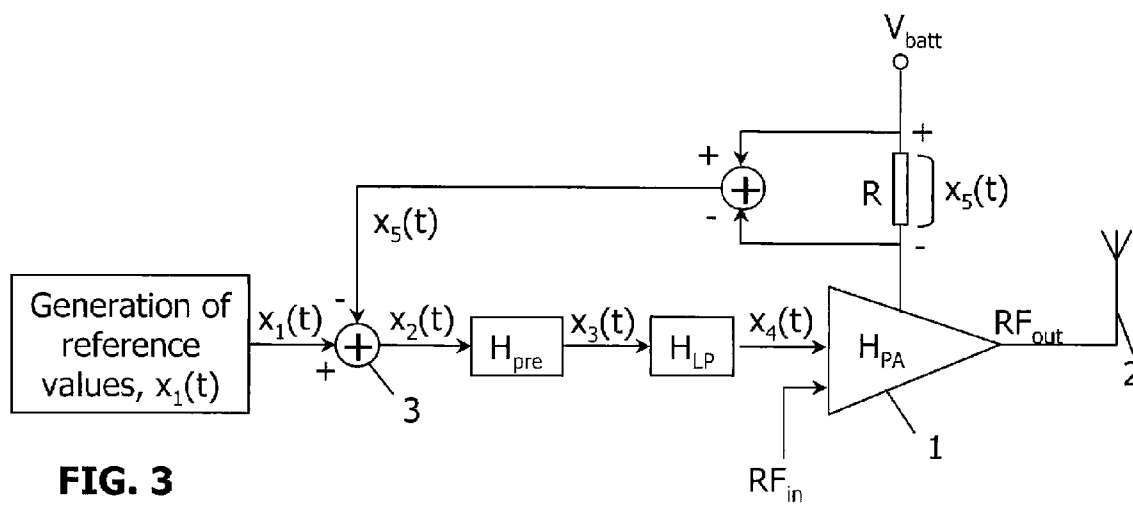 V_batt
+
+
R
x_5(t)
-
-
x_5(t)
Generation of
reference
values, x_1(t)
x_1(t)
-
+
+
x_2(t)
H_pre
x_3(t)
H_LP
x_4(t)
H_PA
RF_out
+
3
1
2
RF_in
FIG. 3